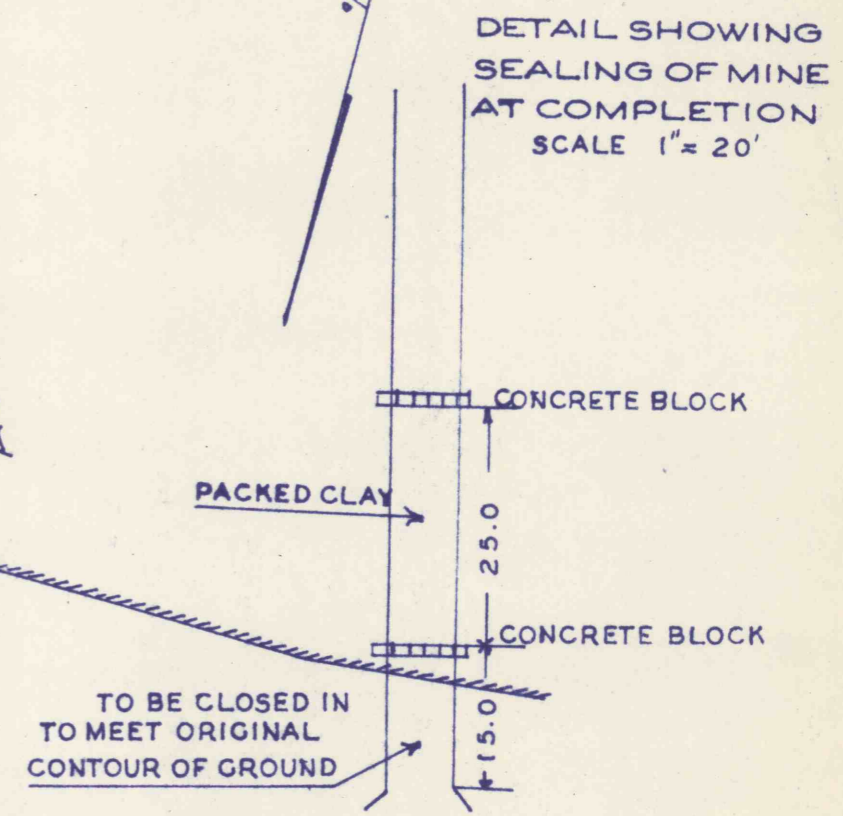 DETAIL SHOWING
SEALING OF MINE
AT COMPLETION
SCALE 1"= 20'
CONCRETE BLOCK
PACKED CLAY
25.0
CONCRETE BLOCK
TO BE CLOSED IN
TO MEET ORIGINAL
CONTOUR OF GROUND
15.0